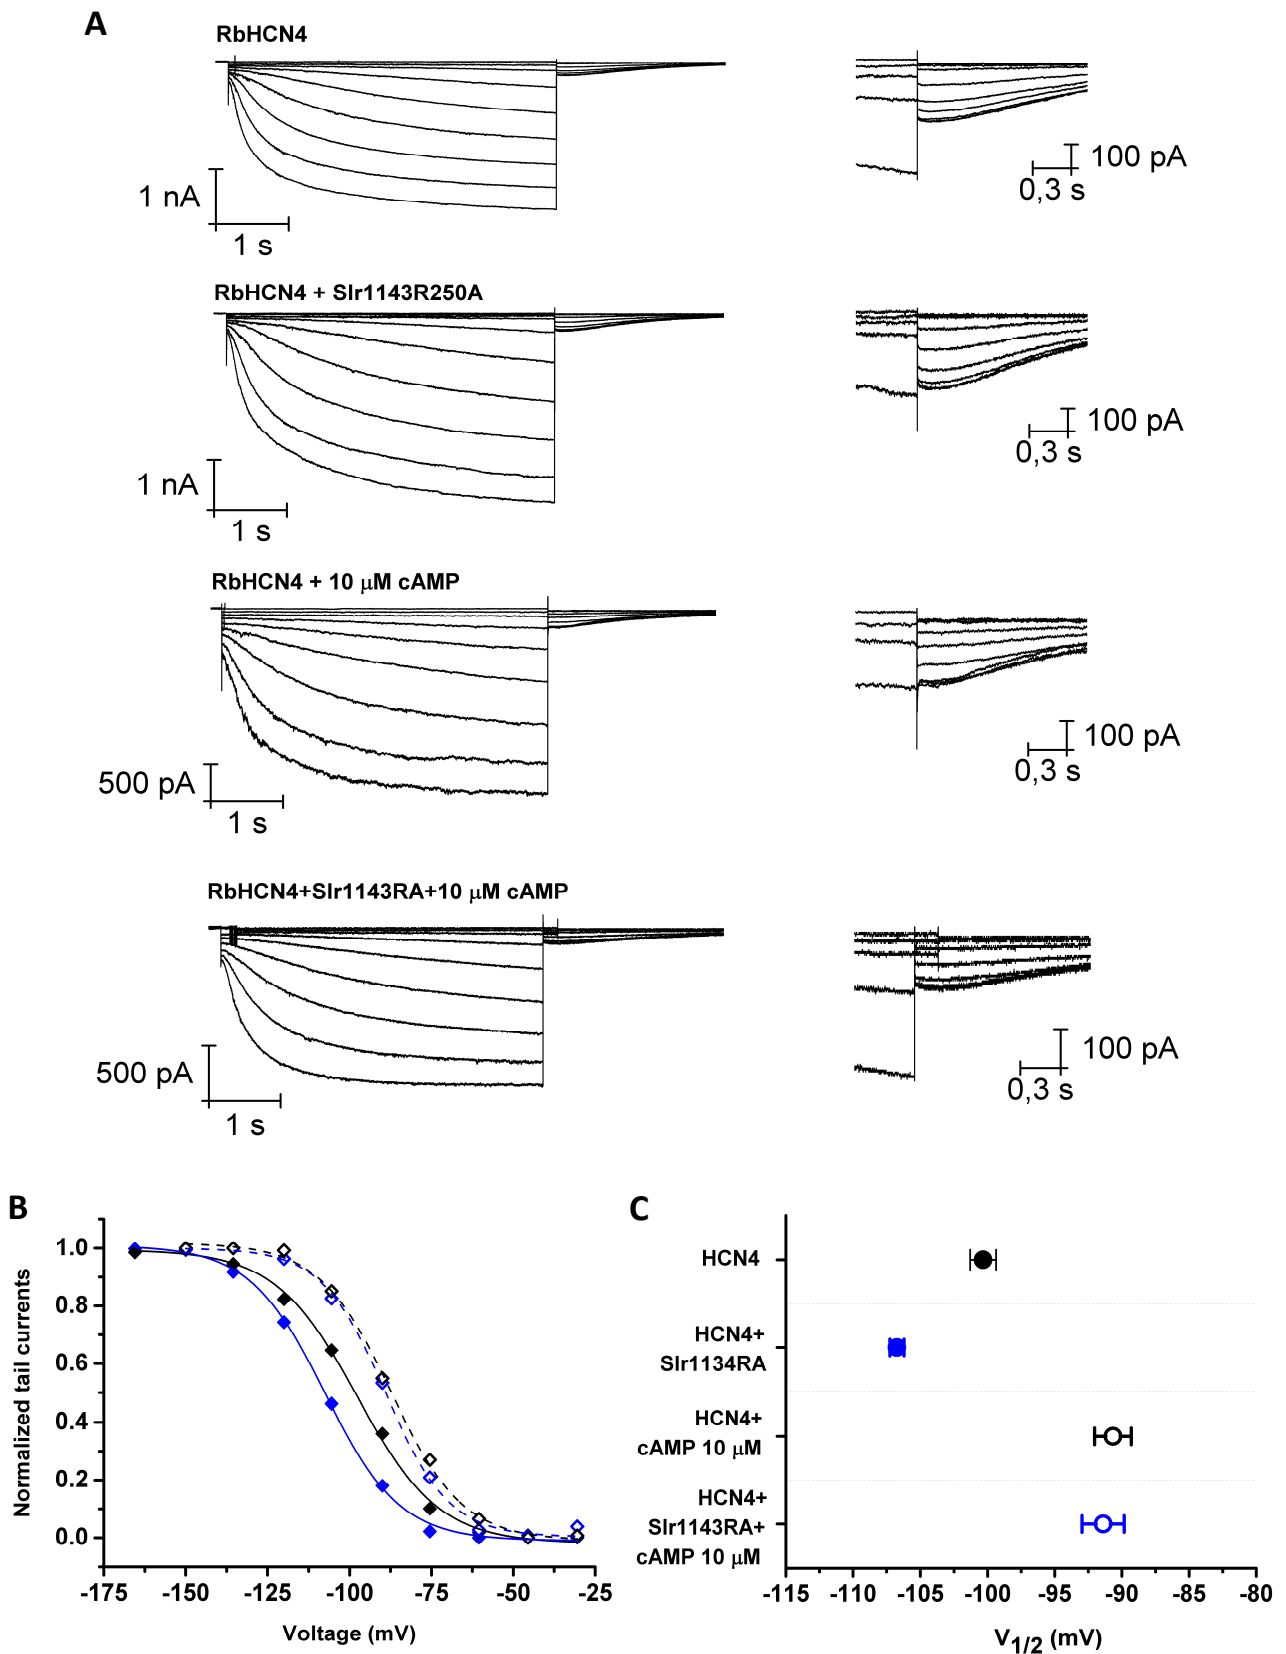 A
RbHCN4
1 nA
1 s
100 pA
0,3 s
RbHCN4 + Slr1143R250A
1 nA
1 s
100 pA
0,3 s
RbHCN4 + 10 μM cAMP
500 pA
1 s
100 pA
0,3 s
RbHCN4+Slr1143RA+10 μM cAMP
500 pA
1 s
100 pA
0,3 s
B
Normalized tail currents
1.0
0.8
0.6
0.4
0.2
0.0
-175 -150 -125 -100 -75 -50 -25
Voltage (mV)
C
HCN4
HCN4+
Slr1134RA
HCN4+
cAMP 10 μM
HCN4+
Slr1143RA+
cAMP 10 μM
-115 -110 -105 -100 -95 -90 -85 -80
V1/2 (mV)